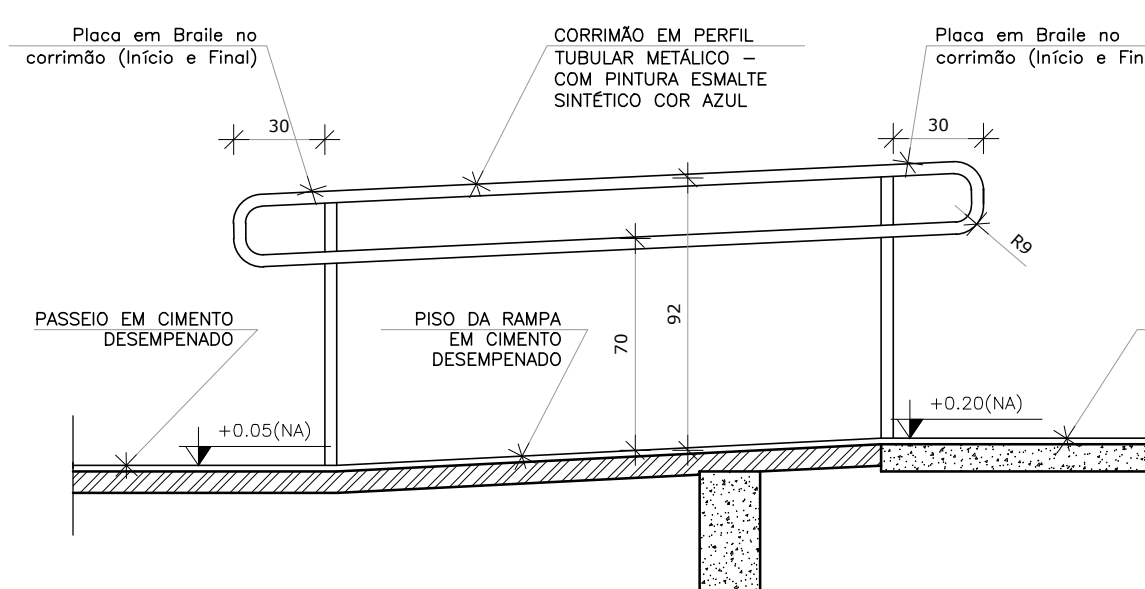 Placa em Braile no
corrimão (Início e Final)
CORRIMÃO EM PERFIL
TUBULAR METÁLICO –
COM PINTURA ESMALTE
SINTÉTICO COR AZUL
Placa em Braile no
corrimão (Início e Fin
30
30
R9
PASSEIO EM CIMENTO
DESEMPENADO
PISO DA RAMPA
EM CIMENTO
DESEMPENADO
70
92
+0.05(NA)
+0.20(NA)